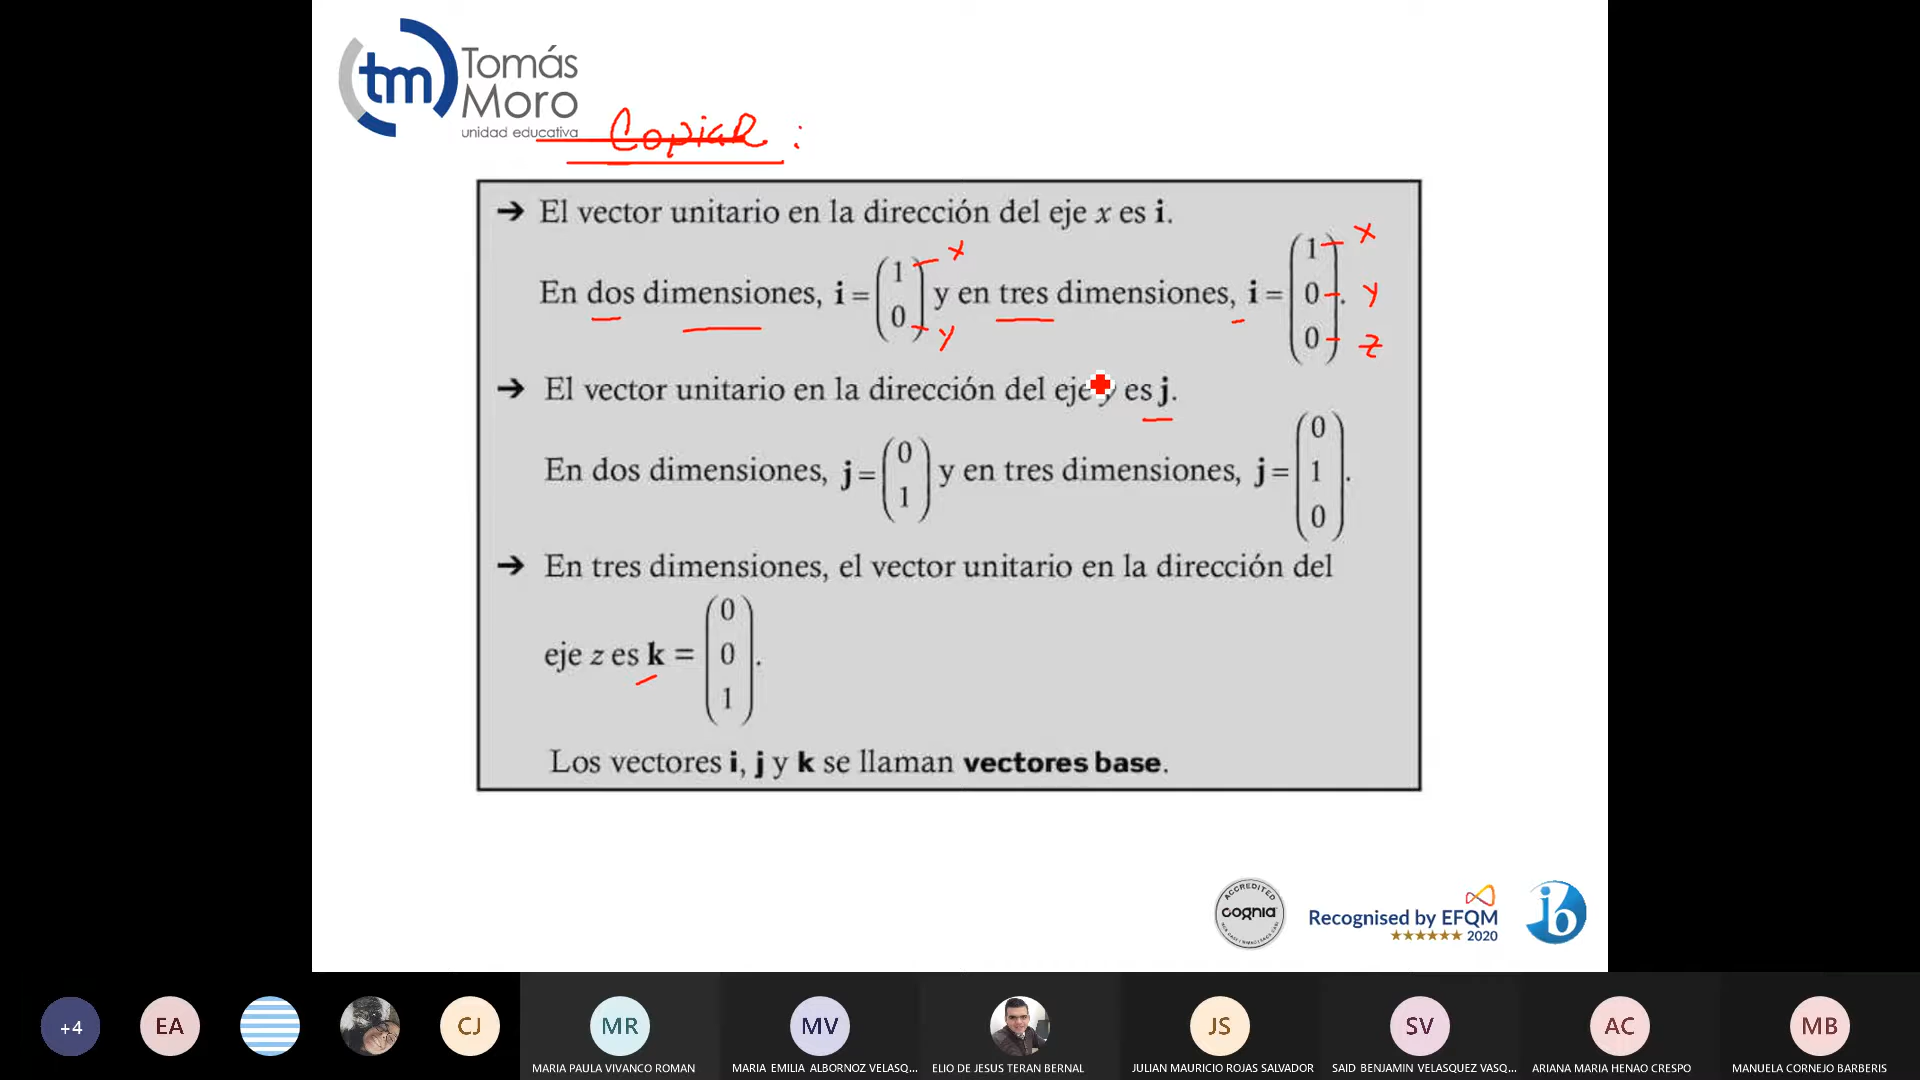 tm Tomás
Moro
unidad educativa
Copiar :
➔ El vector unitario en la dirección del eje x es i.
En dos dimensiones, i = (1 0) y en tres dimensiones, i = (1 0 0).
x
y
x
y
z
➔ El vector unitario en la dirección del eje y es j.
En dos dimensiones, j = (0 1) y en tres dimensiones, j = (0 1 0).
➔ En tres dimensiones, el vector unitario en la dirección del
eje z es k = (0 0 1).
Los vectores i, j y k se llaman vectores base.
ACCREDITED
cognia
Recognised by EFQM
★★★★★★ 2020
ib
+4
EA
CJ
MR
MV
JS
SV
AC
MB
MARIA PAULA VIVANCO ROMAN
MARIA EMILIA ALBORNOZ VELASQ...
ELIO DE JESUS TERAN BERNAL
JULIAN MAURICIO ROJAS SALVADOR
SAID BENJAMIN VELASQUEZ VASQ...
ARIANA MARIA HENAO CRESPO
MANUELA CORNEJO BARBERIS